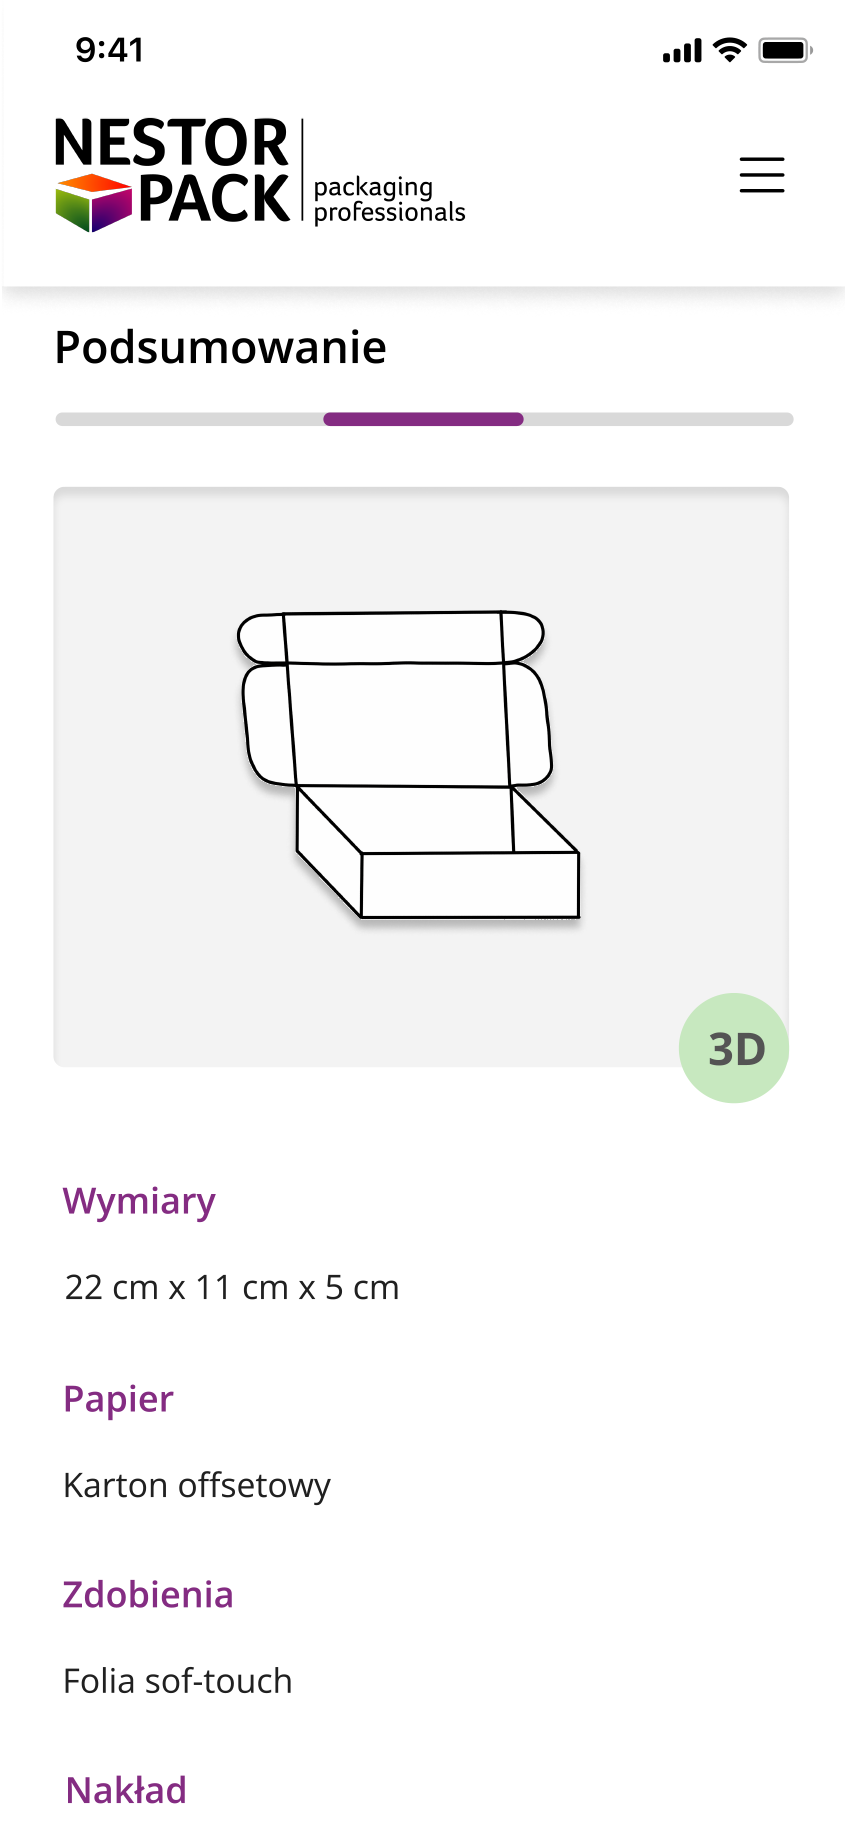 9:41
NESTOR
PACK
packaging
professionals
Podsumowanie
3D
Wymiary
22 cm x 11 cm x 5 cm
Papier
Karton offsetowy
Zdobienia
Folia sof-touch
Nakład